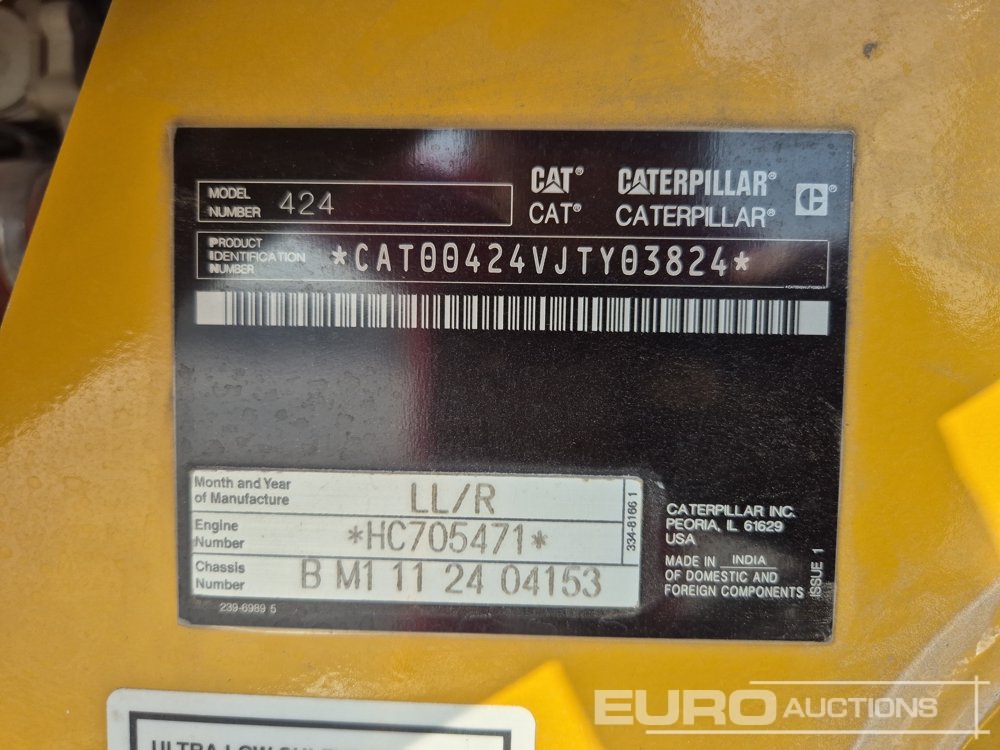 MODEL NUMBER 424
CAT® CATERPILLAR®
CAT® CATERPILLAR®
PRODUCT IDENTIFICATION NUMBER *CAT00424VJTY03824*
Month and Year of Manufacture LL/R
Engine Number *HC705471*
Chassis Number B M1 11 24 04153
334-8166 1
239-6989 5
CATERPILLAR INC.
PEORIA, IL 61629
USA
MADE IN INDIA
OF DOMESTIC AND
FOREIGN COMPONENTS
ISSUE 1
EURO AUCTIONS